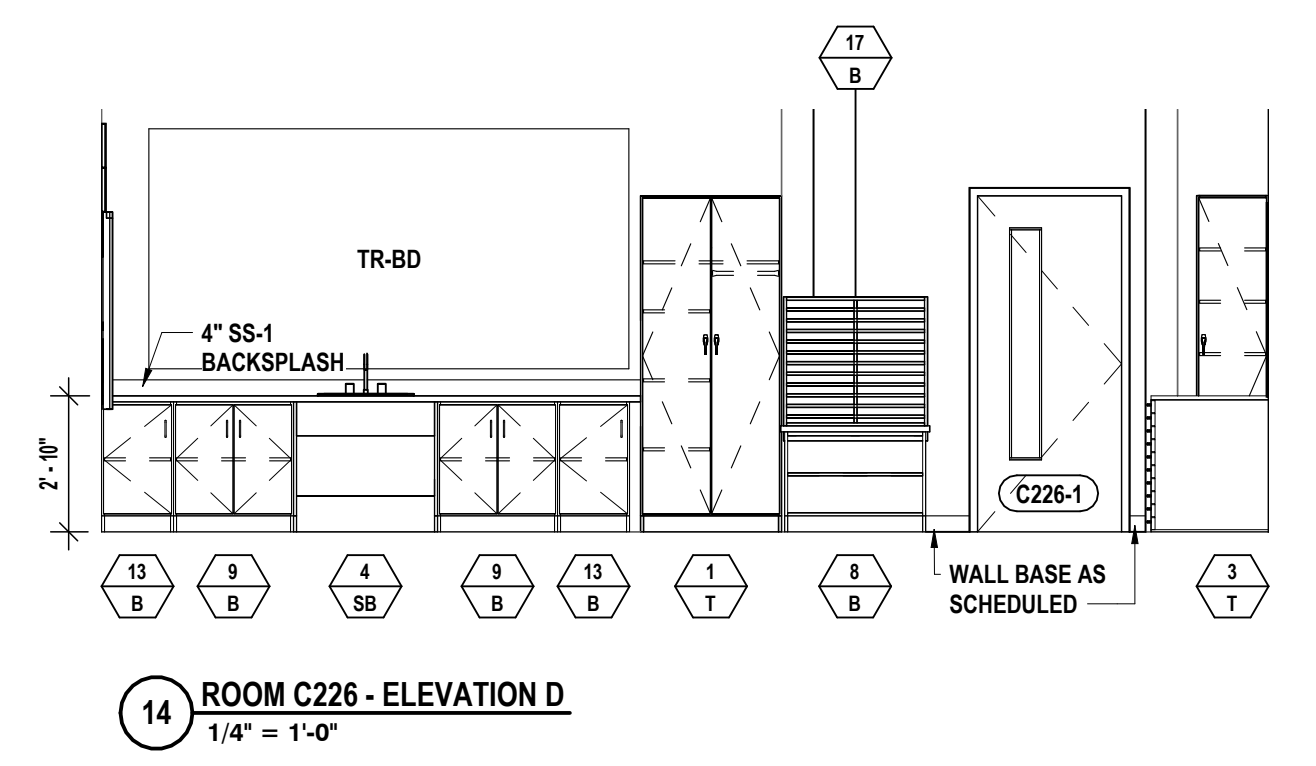 17
B
TR-BD
4" SS-1
BACKSPLASH
2' - 10"
C226-1
13
B
9
B
4
SB
9
B
13
B
1
T
8
B
WALL BASE AS
SCHEDULED
3
T
14
ROOM C226 - ELEVATION D
1/4" = 1'-0"